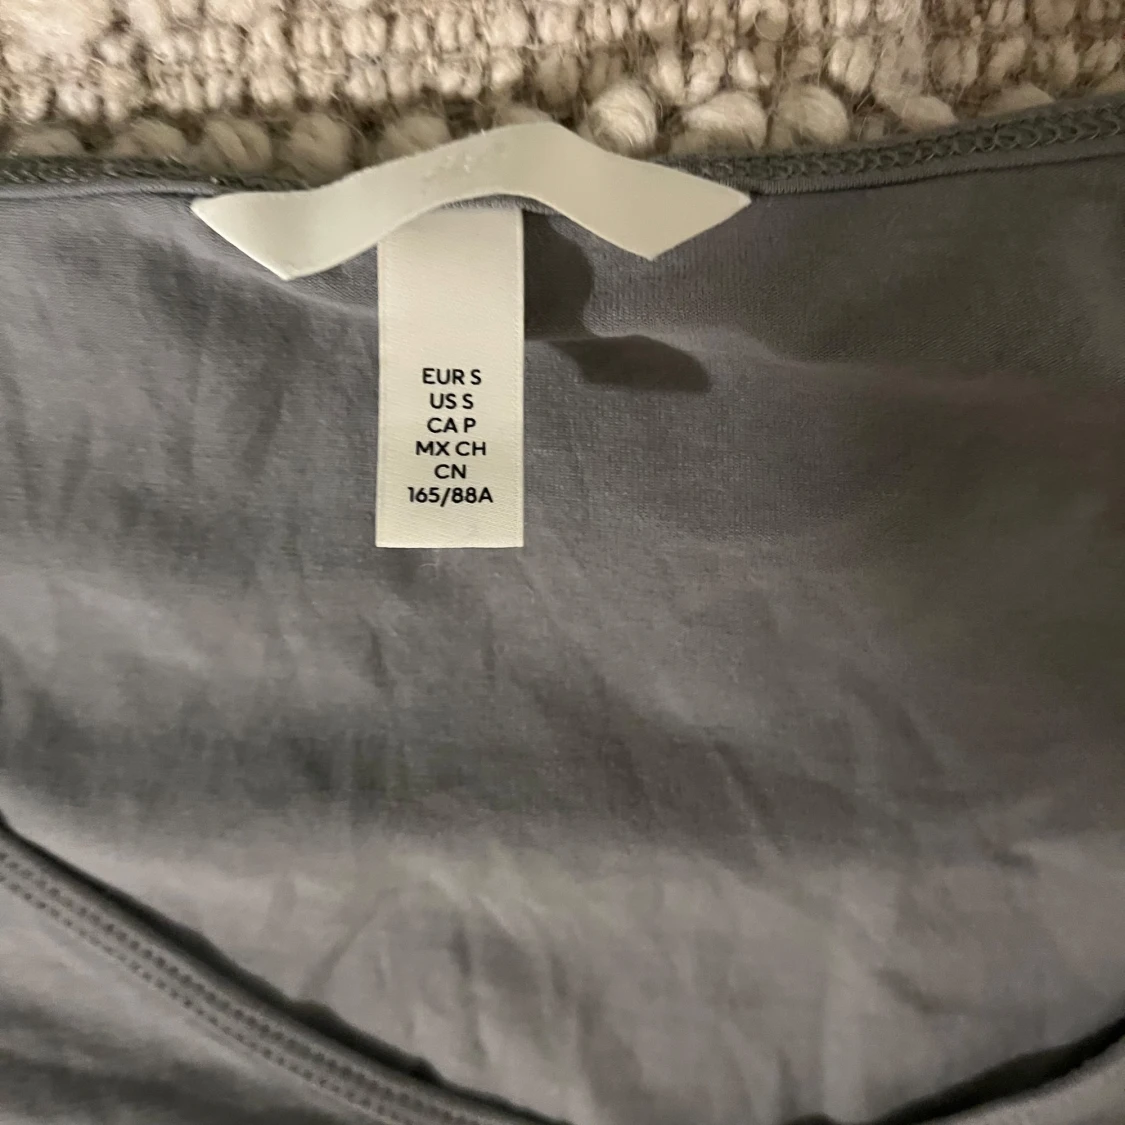 EUR S
US S
CA P
MX CH
CN
165/88A